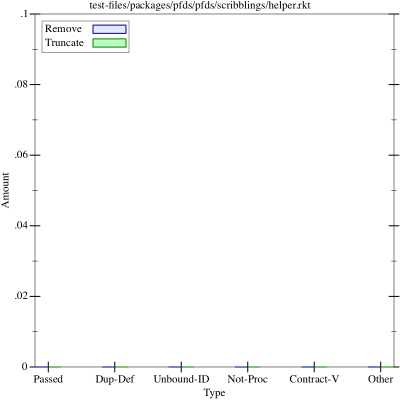 test-files/packages/pfds/pfds/scribblings/helper.rkt
Remove
Truncate
.1
.08
.06
.04
.02
0
Amount
Passed Dup-Def Unbound-ID Not-Proc Contract-V Other
Type